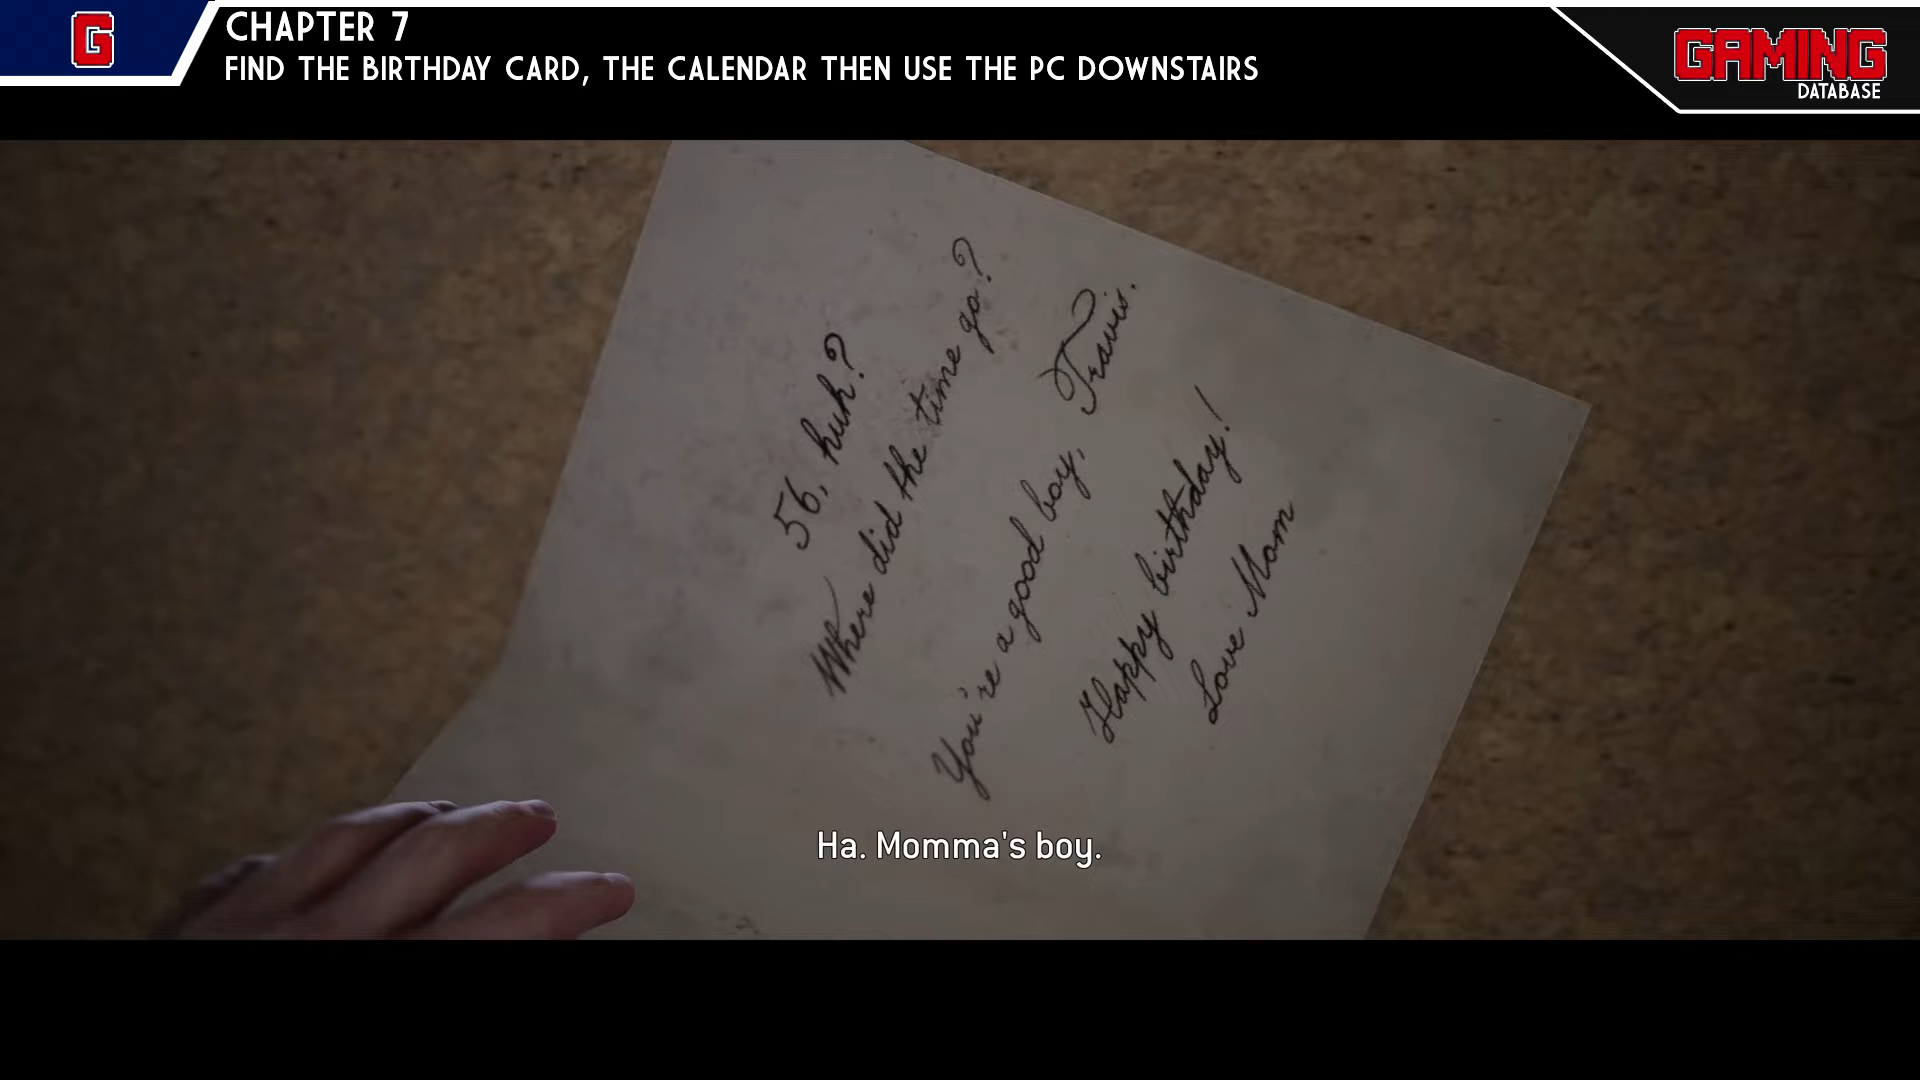 G
CHAPTER 7
FIND THE BIRTHDAY CARD, THE CALENDAR THEN USE THE PC DOWNSTAIRS
GAMING
DATABASE
56, huh?
Where did the time go?
You're a good boy, Travis.
Happy birthday!
Love Mom
Ha. Momma's boy.